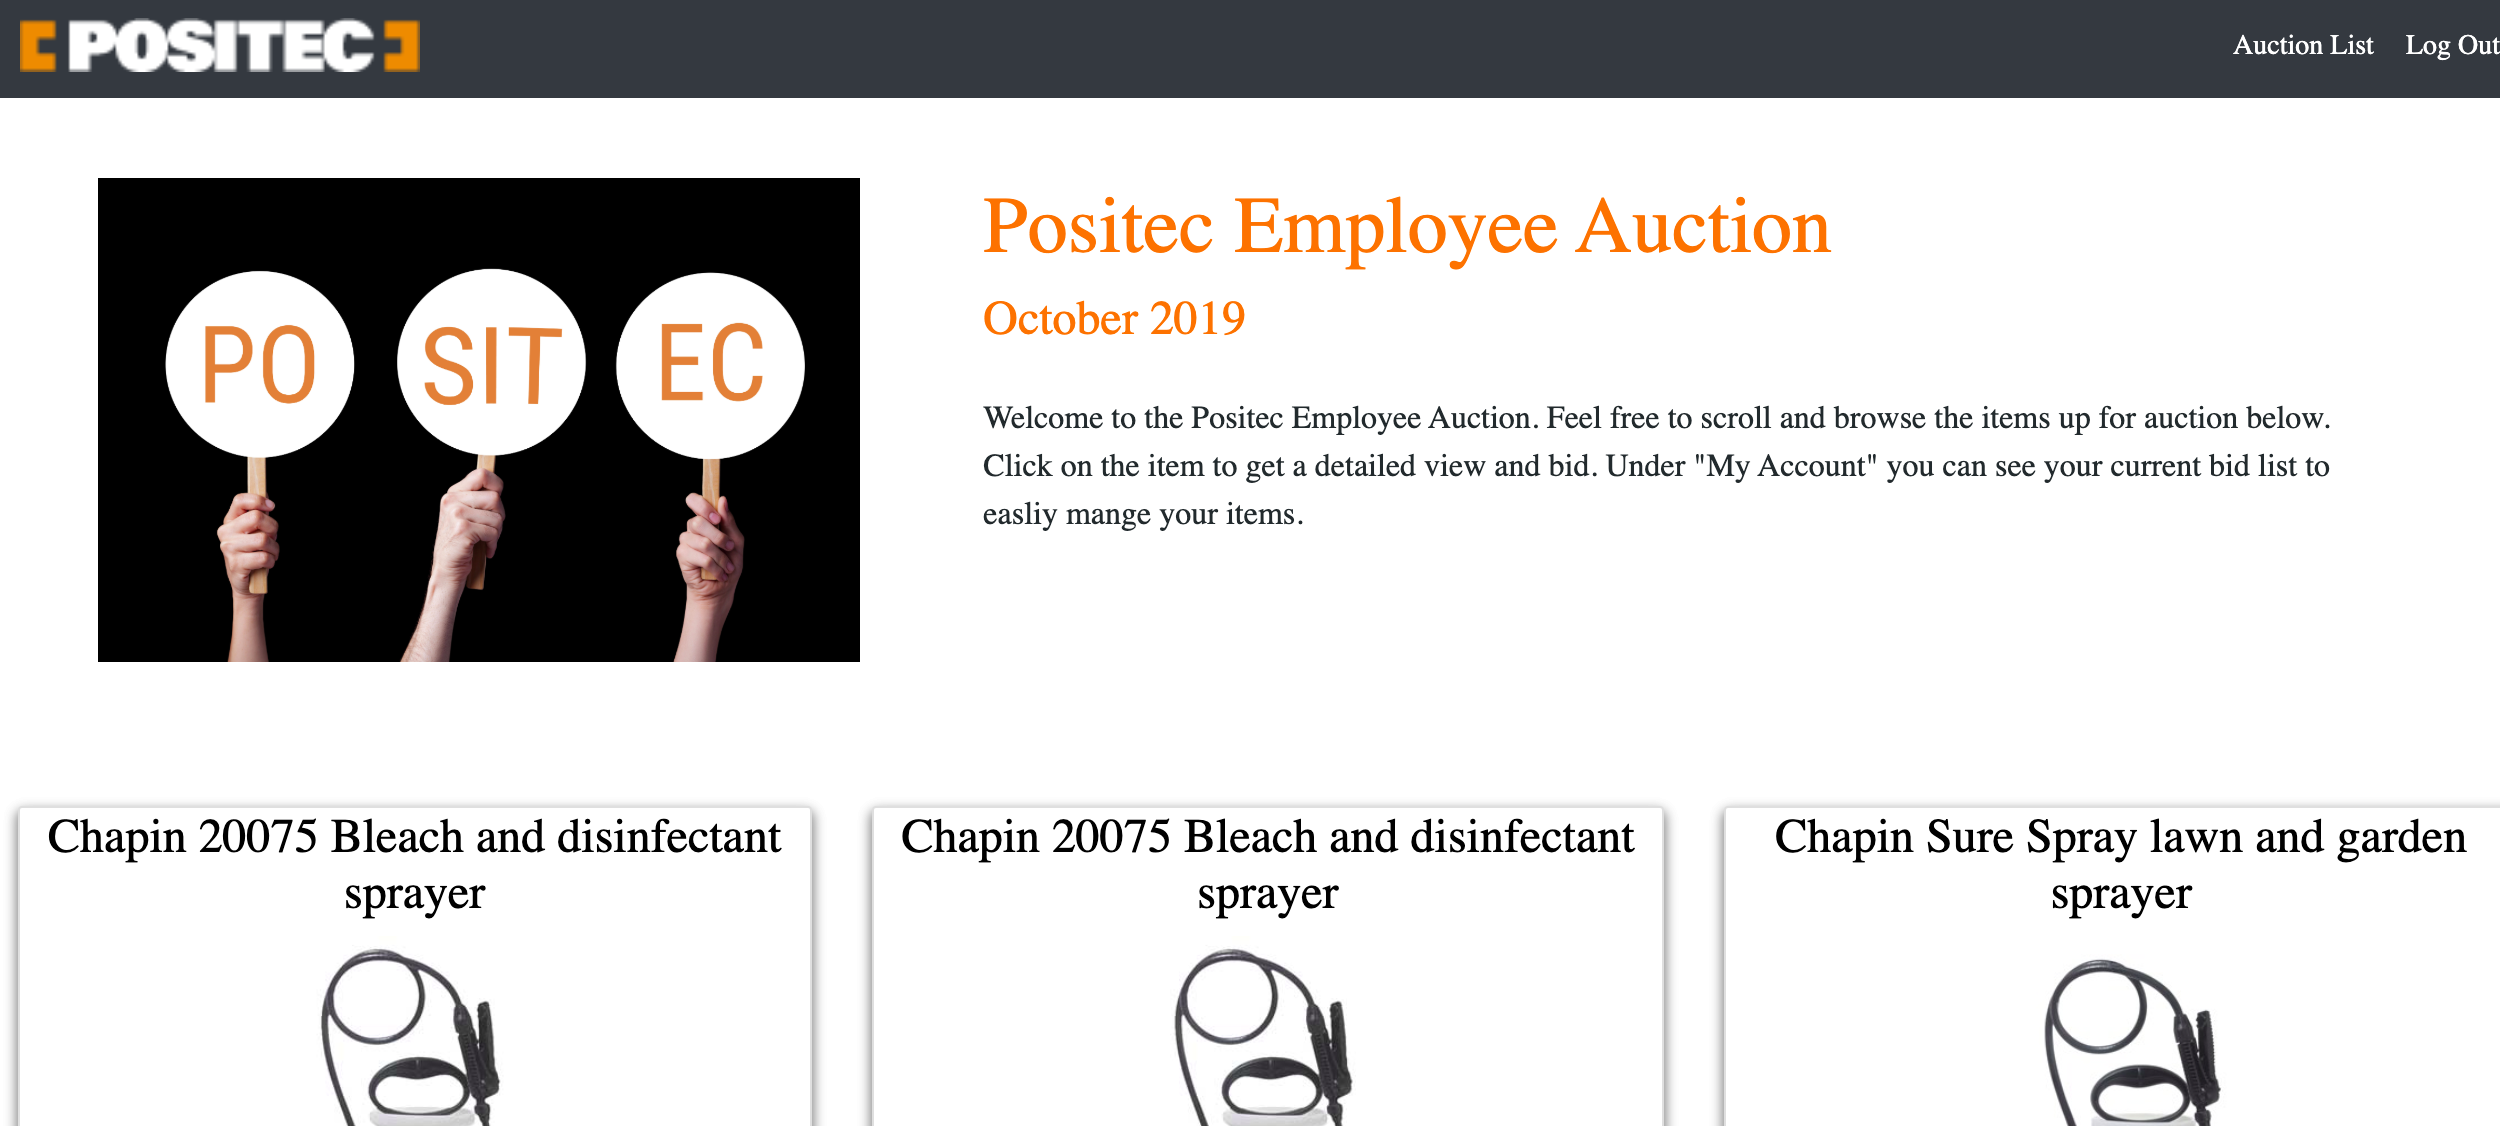 POSITEC
Auction List
Log Out
PO SIT EC
Positec Employee Auction
October 2019
Welcome to the Positec Employee Auction. Feel free to scroll and browse the items up for auction below.
Click on the item to get a detailed view and bid. Under "My Account" you can see your current bid list to
easliy mange your items.
Chapin 20075 Bleach and disinfectant
sprayer
Chapin 20075 Bleach and disinfectant
sprayer
Chapin Sure Spray lawn and garden
sprayer